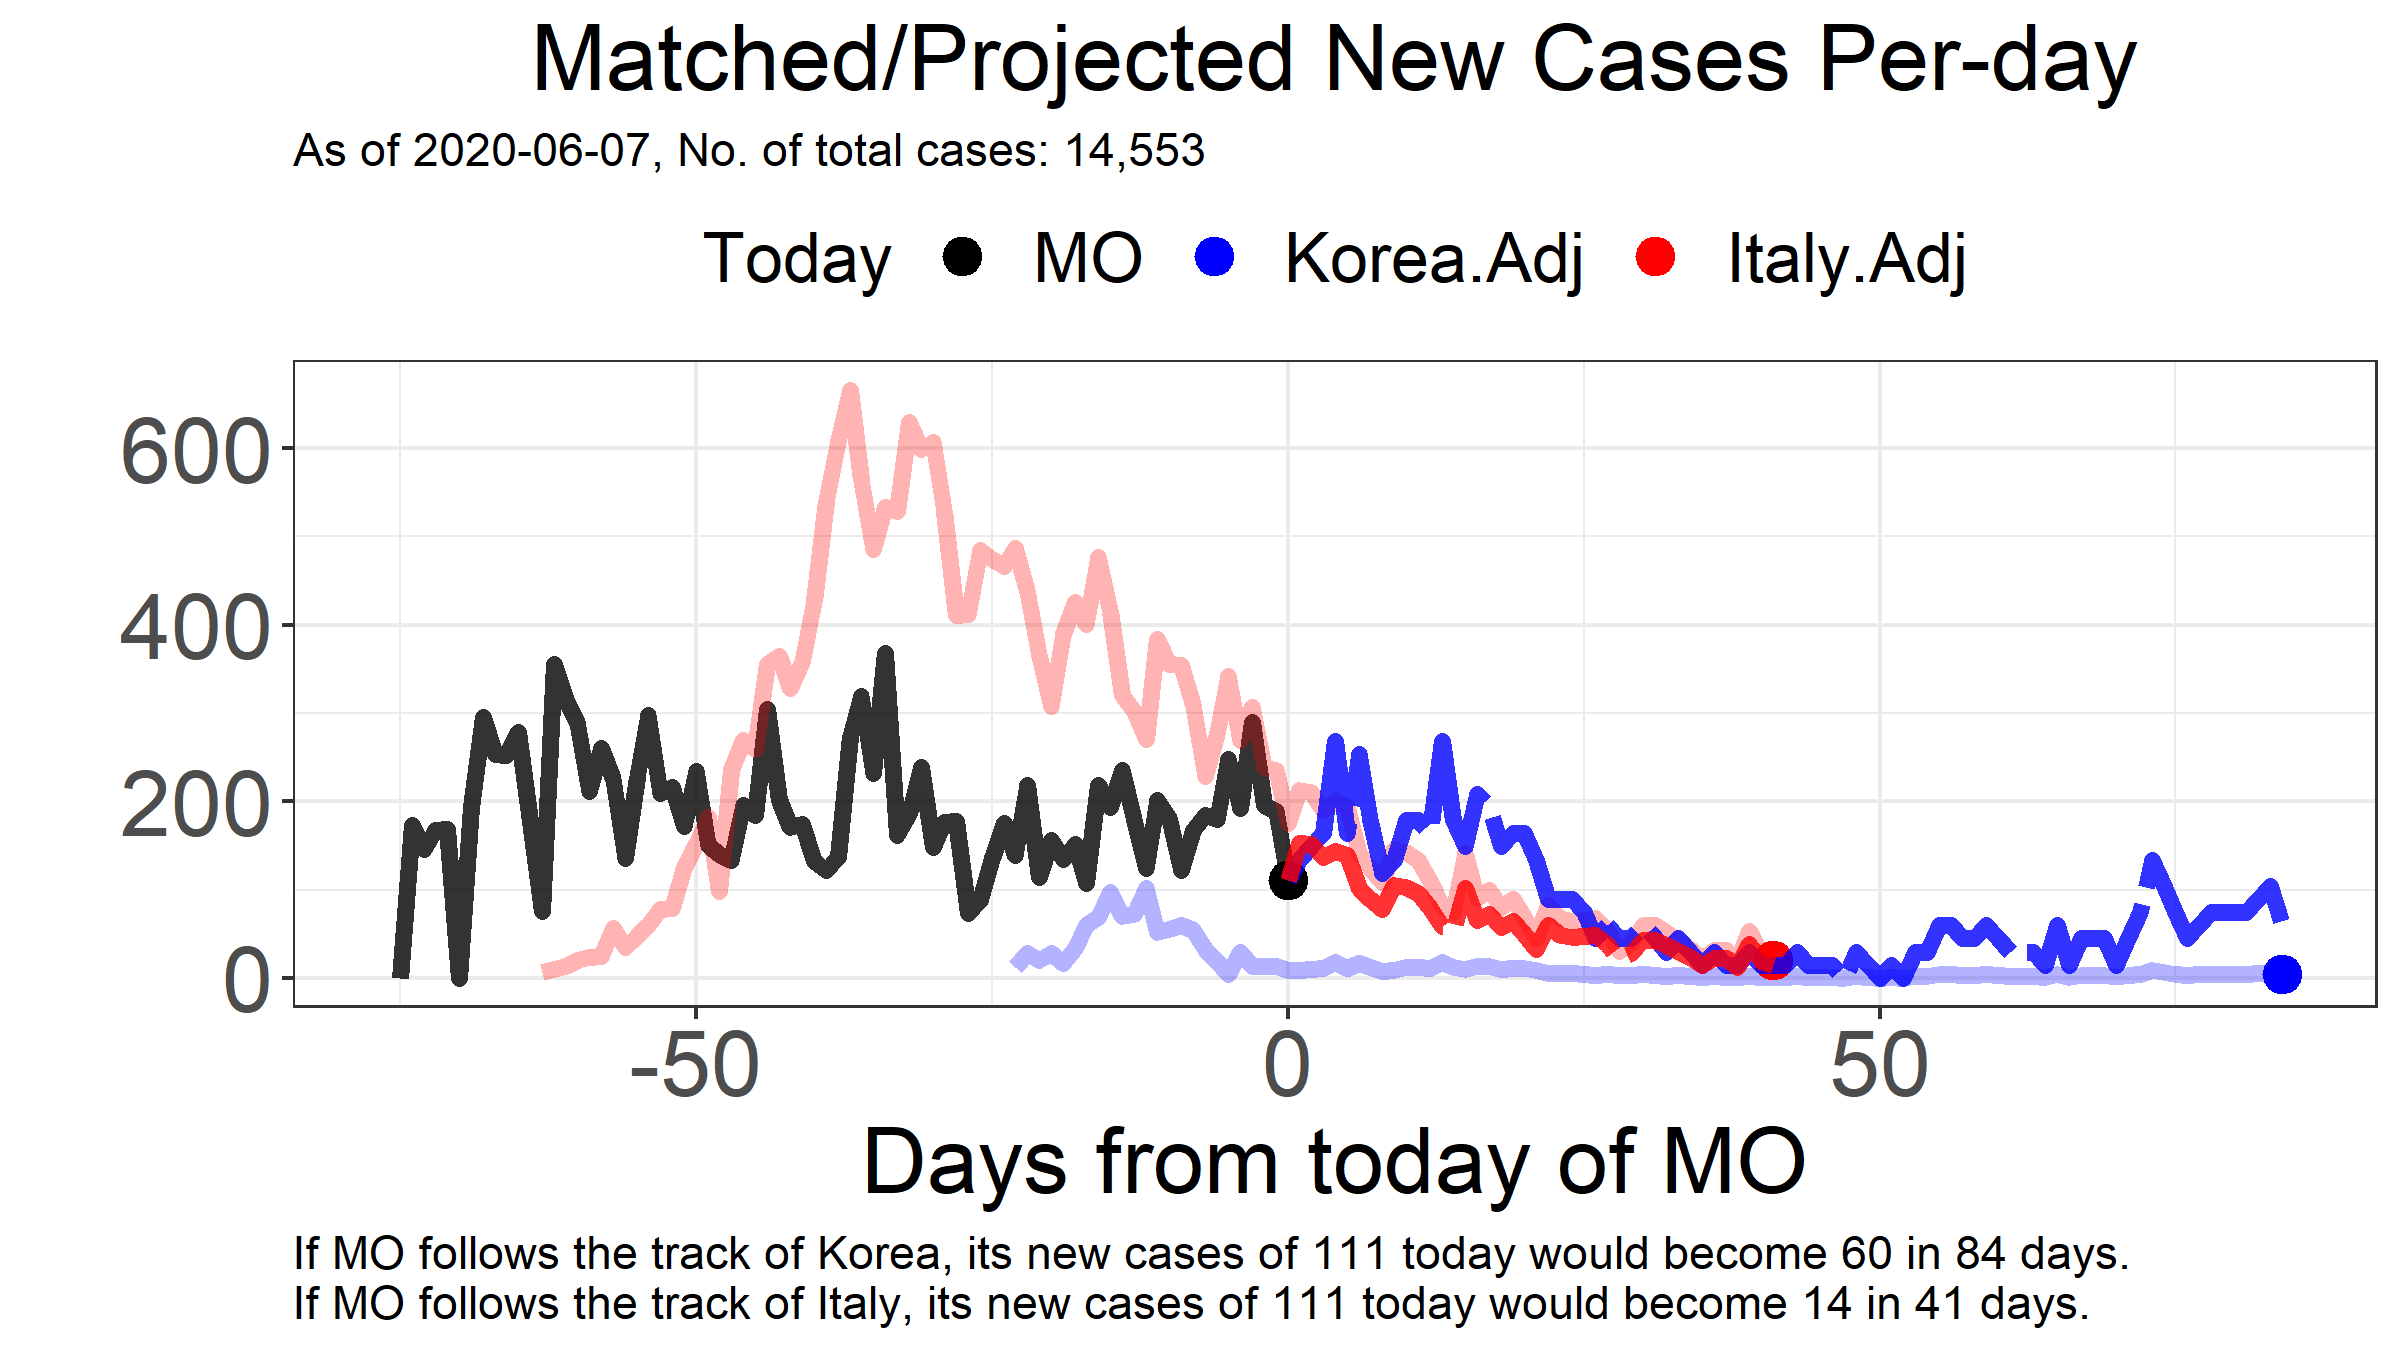 Matched/Projected New Cases Per-day
As of 2020-06-07, No. of total cases: 14,553
Today MO Korea.Adj Italy.Adj
600
400
200
0
-50 0 50
Days from today of MO
If MO follows the track of Korea, its new cases of 111 today would become 60 in 84 days.
If MO follows the track of Italy, its new cases of 111 today would become 14 in 41 days.